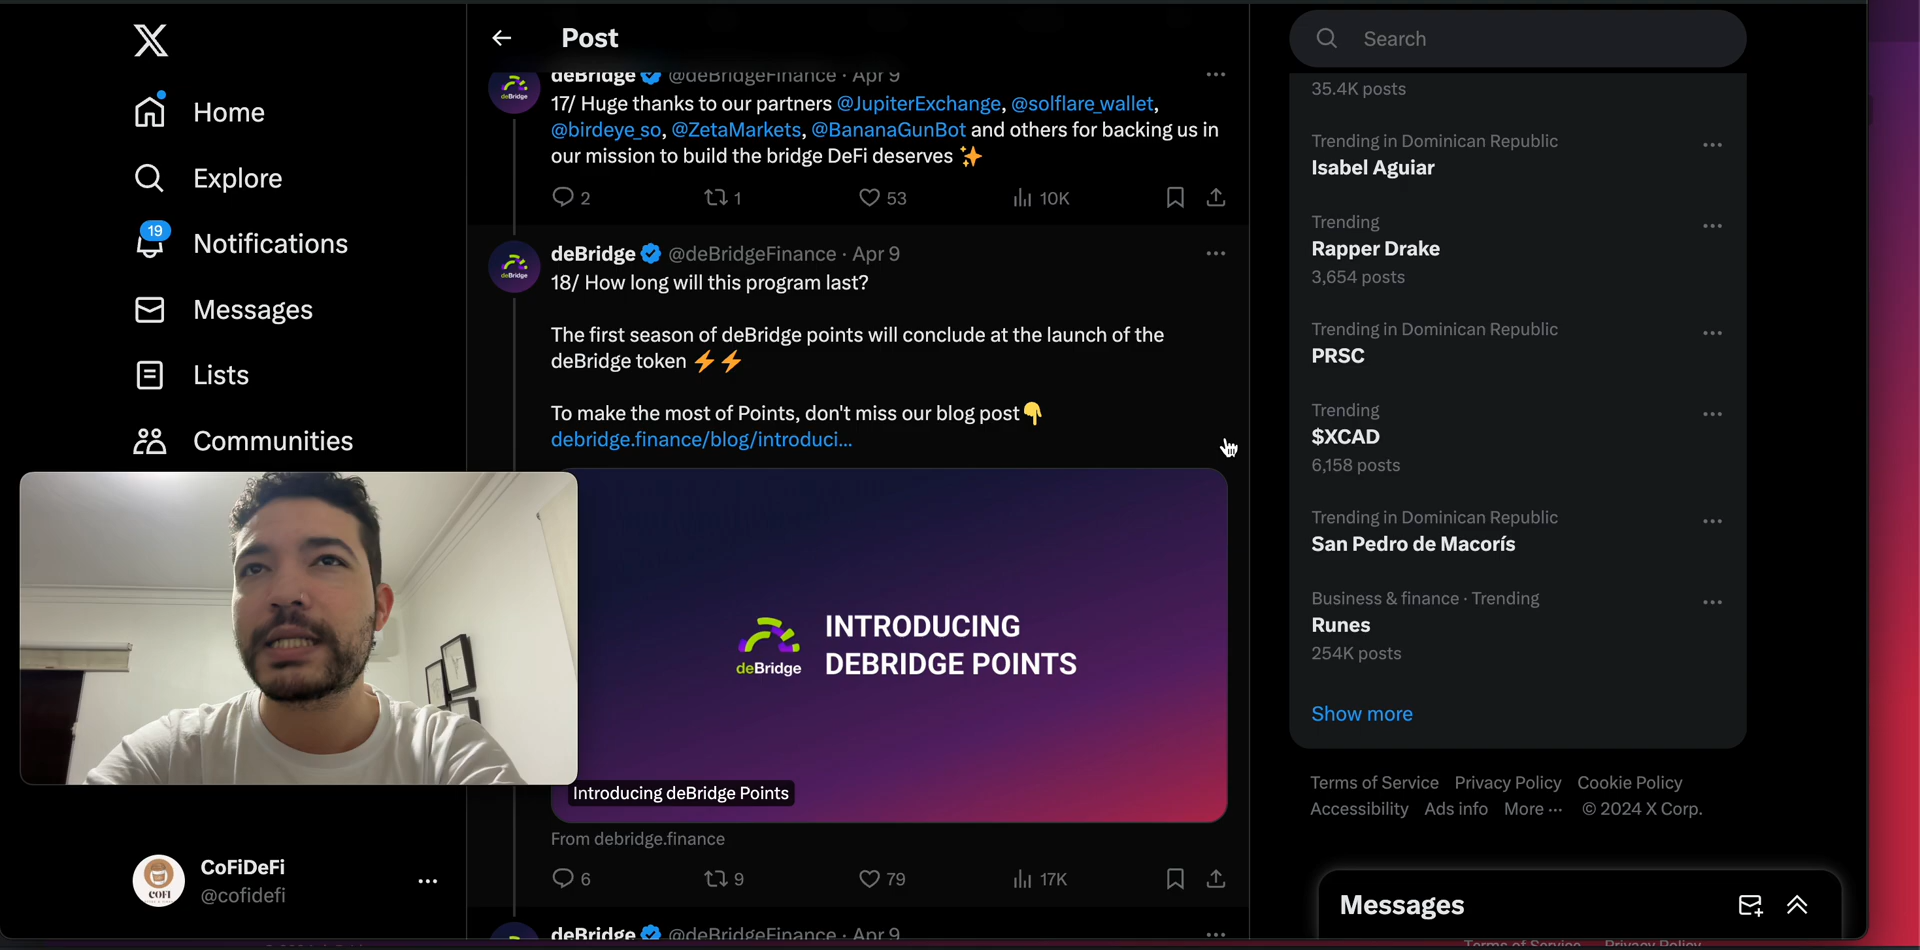 Home
Explore
19
Notifications
Messages
Lists
Communities
COFI
CoFiDeFi
@cofidefi
Post
deBridge @deBridgeFinance · Apr 9
deBridge
17/ Huge thanks to our partners @JupiterExchange, @solflare_wallet,
@birdeye_so, @ZetaMarkets, @BananaGunBot and others for backing us in
our mission to build the bridge DeFi deserves ✨
2 1 53 10K
deBridge @deBridgeFinance · Apr 9
deBridge
18/ How long will this program last?
The first season of deBridge points will conclude at the launch of the
deBridge token ⚡⚡
To make the most of Points, don't miss our blog post👇
debridge.finance/blog/introduci...
deBridge
INTRODUCING
DEBRIDGE POINTS
Introducing deBridge Points
From debridge.finance
6 9 79 17K
deBridge @deBridgeFinance · Apr 9
Search
35.4K posts
Trending in Dominican Republic
Isabel Aguiar
Trending
Rapper Drake
3,654 posts
Trending in Dominican Republic
PRSC
Trending
$XCAD
6,158 posts
Trending in Dominican Republic
San Pedro de Macorís
Business & finance · Trending
Runes
254K posts
Show more
Terms of Service Privacy Policy Cookie Policy
Accessibility Ads info More ··· © 2024 X Corp.
Messages
Terms of Service Privacy Policy